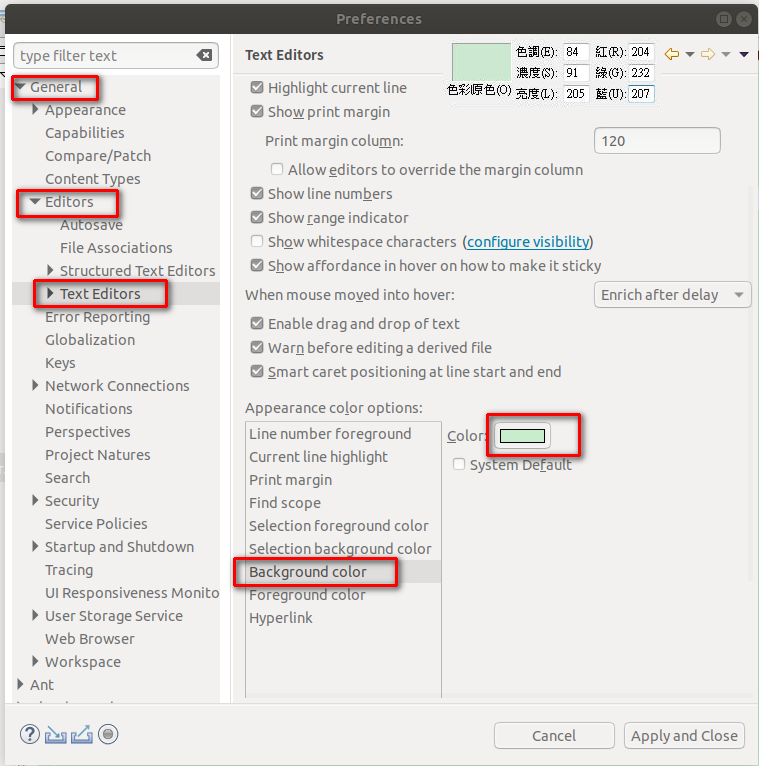 Preferences
type filter text
General
Appearance
Capabilities
Compare/Patch
Content Types
Editors
Autosave
File Associations
Structured Text Editors
Text Editors
Error Reporting
Globalization
Keys
Network Connections
Notifications
Perspectives
Project Natures
Search
Security
Service Policies
Startup and Shutdown
Tracing
UI Responsiveness Monito
User Storage Service
Web Browser
Workspace
Ant
Text Editors
色彩原色(O)
色調(E): 84 紅(R): 204
濃度(S): 91 綠(G): 232
亮度(L): 205 藍(U): 207
Highlight current line
Show print margin
Print margin column: 120
Allow editors to override the margin column
Show line numbers
Show range indicator
Show whitespace characters (configure visibility)
Show affordance in hover on how to make it sticky
When mouse moved into hover: Enrich after delay
Enable drag and drop of text
Warn before editing a derived file
Smart caret positioning at line start and end
Appearance color options:
Line number foreground
Current line highlight
Print margin
Find scope
Selection foreground color
Selection background color
Background color
Foreground color
Hyperlink
Color:
System Default
Cancel
Apply and Close